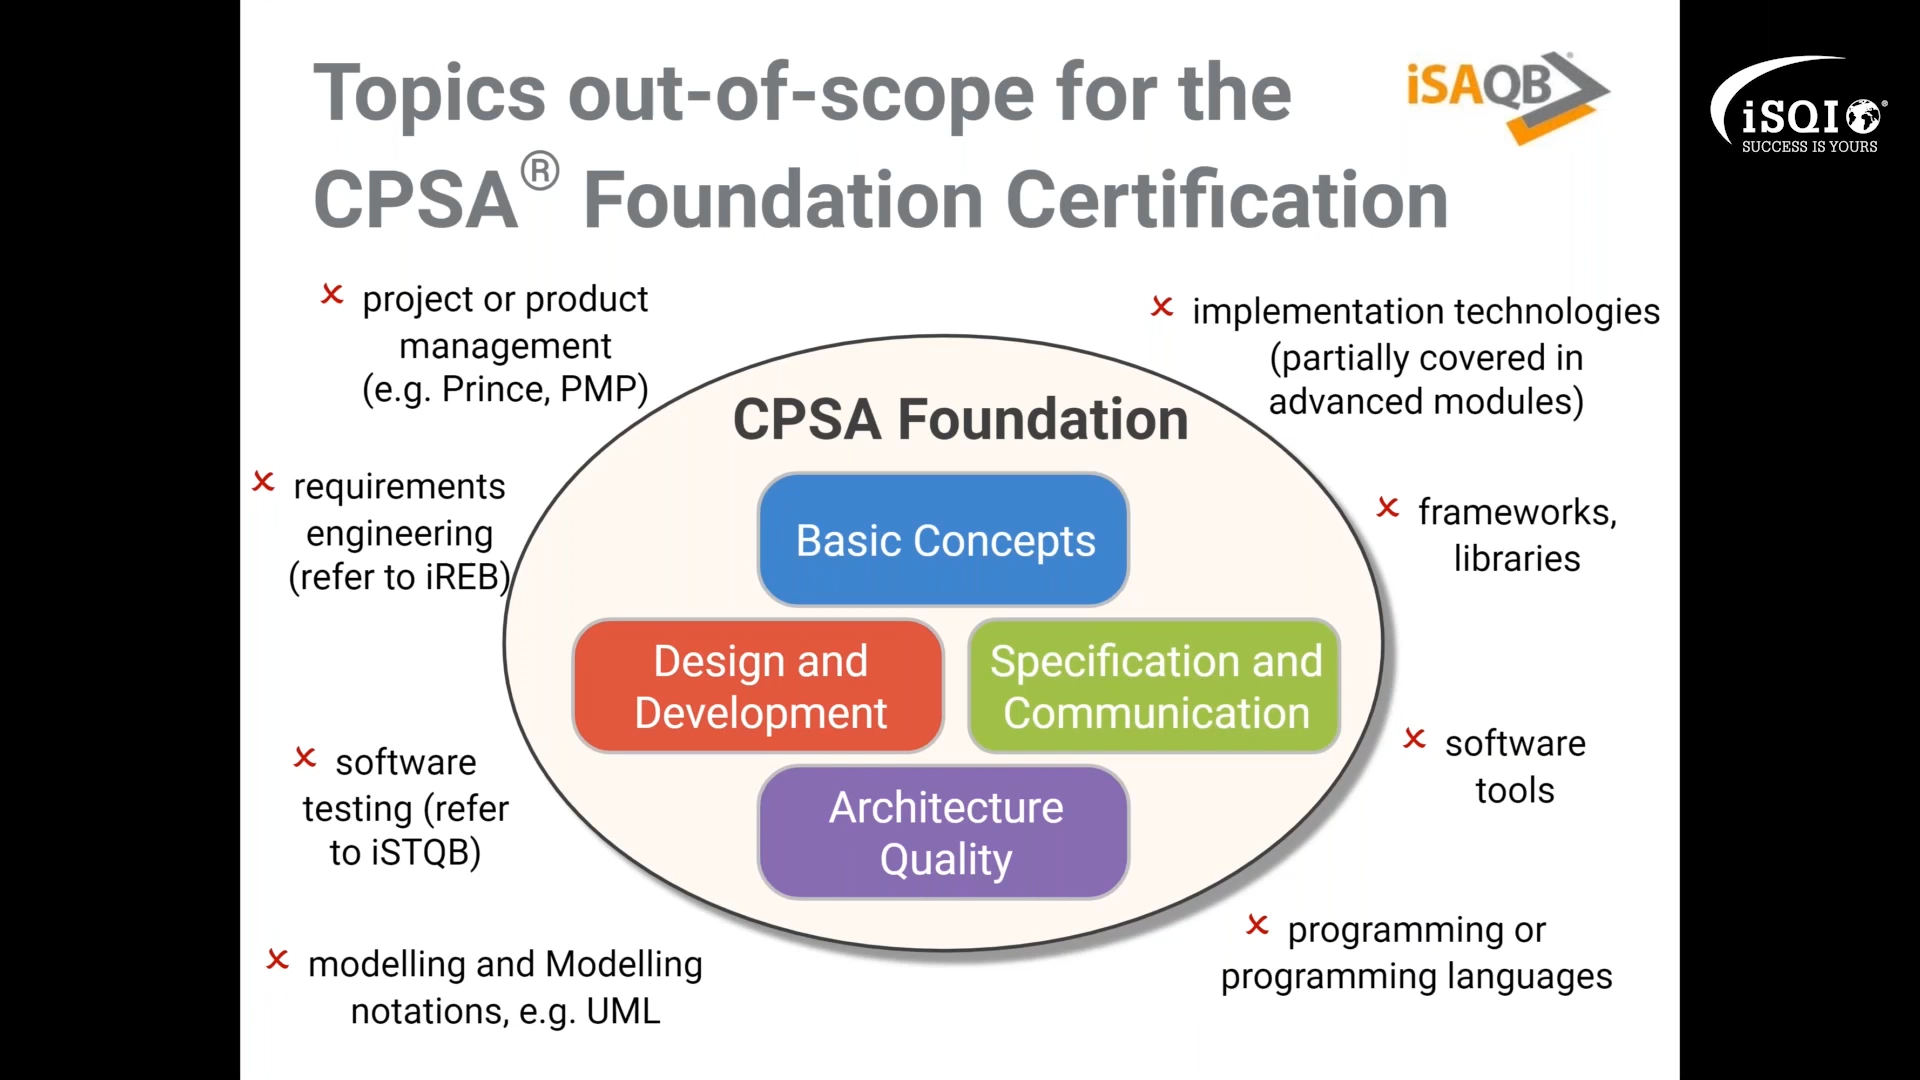 Topics out-of-scope for the
CPSA® Foundation Certification
iSAQB®
iSQI®
SUCCESS IS YOURS
✗ project or product
management
(e.g. Prince, PMP)
✗ requirements
engineering
(refer to iREB)
✗ software
testing (refer
to iSTQB)
✗ modelling and Modelling
notations, e.g. UML
CPSA Foundation
Basic Concepts
Design and
Development
Specification and
Communication
Architecture
Quality
✗ implementation technologies
(partially covered in
advanced modules)
✗ frameworks,
libraries
✗ software
tools
✗ programming or
programming languages